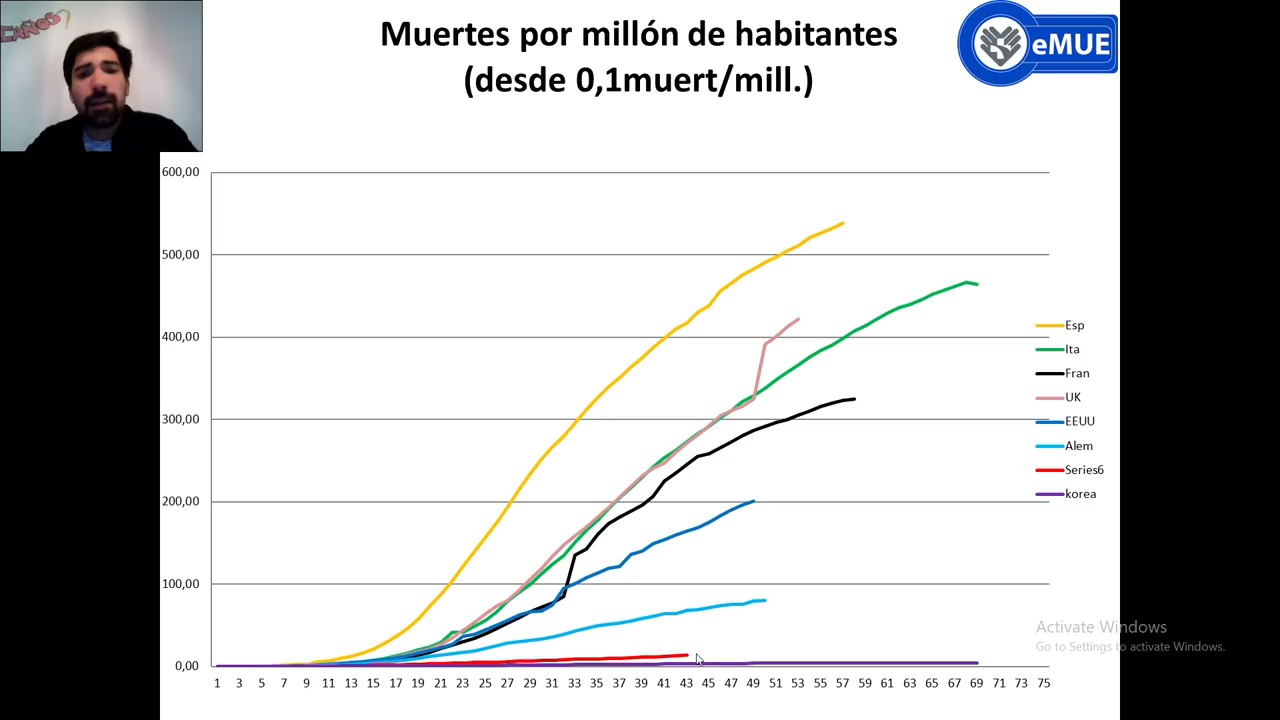 CAÑOS?
Muertes por millón de habitantes
(desde 0,1muert/mill.)
eMUE
600,00
500,00
400,00
300,00
200,00
100,00
0,00
1 3 5 7 9 11 13 15 17 19 21 23 25 27 29 31 33 35 37 39 41 43 45 47 49 51 53 55 57 59 61 63 65 67 69 71 73 75
Esp
Ita
Fran
UK
EEUU
Alem
Series6
korea
Activate Windows
Go to Settings to activate Windows.